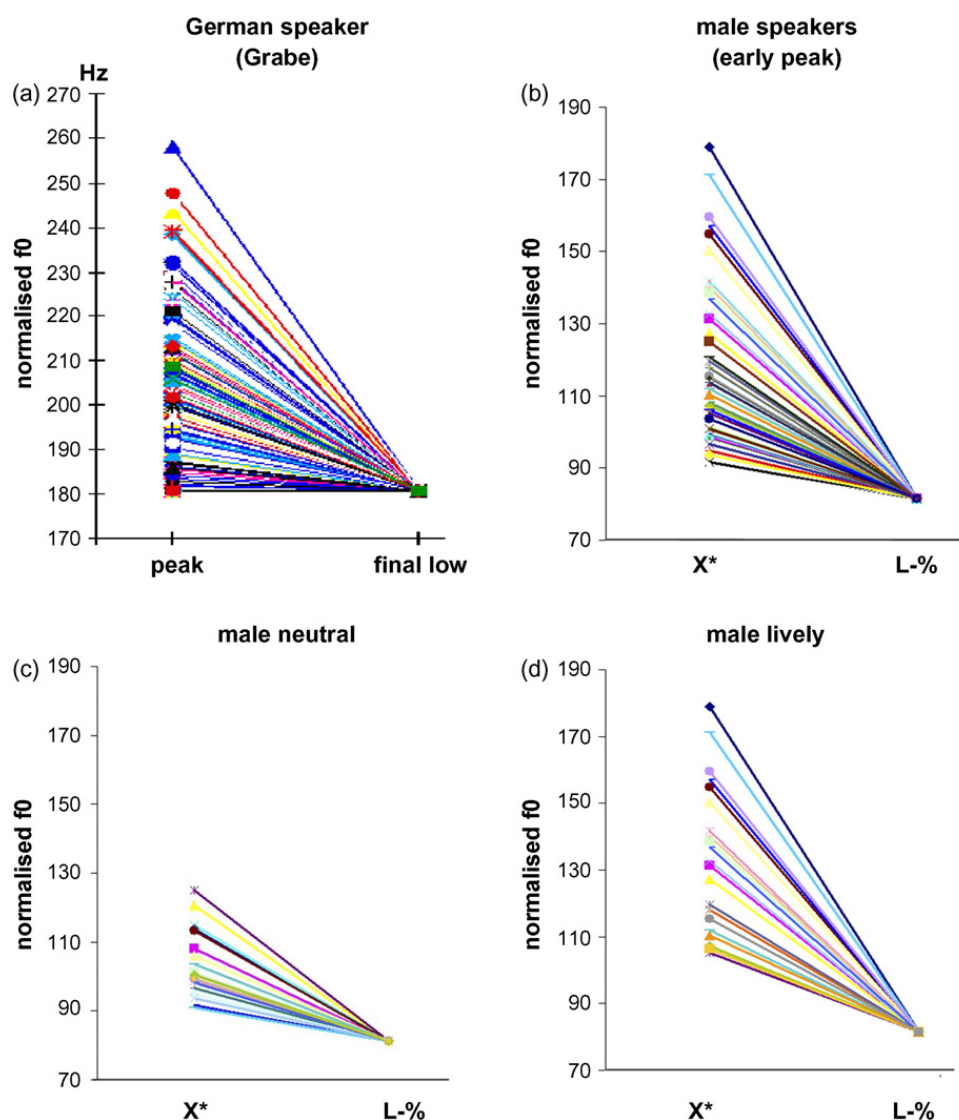 German speaker
(Grabe)
Hz
(a)
270
260
250
240
230
220
210
200
190
180
170
normalised f0
peak
final low
male speakers
(early peak)
(b)
190
170
150
130
110
90
70
normalised f0
X*
L-%
male neutral
(c)
190
170
150
130
110
90
70
normalised f0
X*
L-%
male lively
(d)
190
170
150
130
110
90
70
normalised f0
X*
L-%